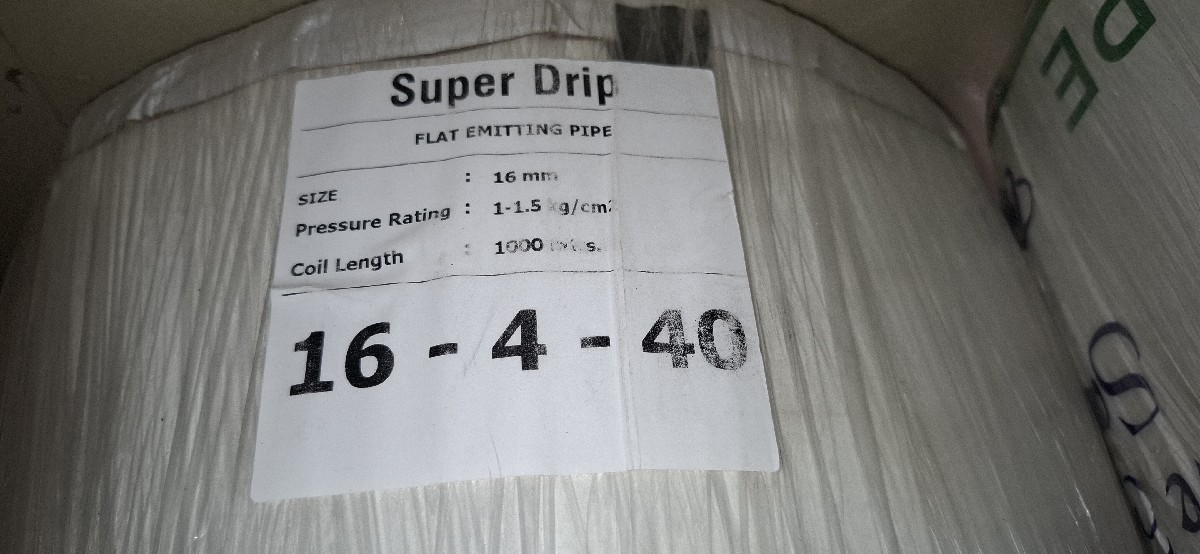 Super Drip
FLAT EMITTING PIPE
SIZE : 16 mm
Pressure Rating : 1-1.5 kg/cm²
Coil Length : 1000
16 - 4 - 40
DE